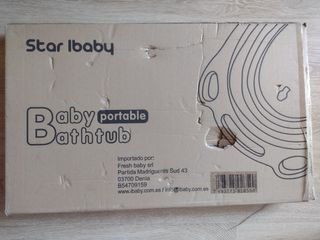 Star Ibaby
Baby portable
Bathtub
Importado por:
Fresh baby srl
Partida Madrigueres Sud 43
03700 Denia
B54709159
www.ibaby.com.es / info@ibaby.com.es